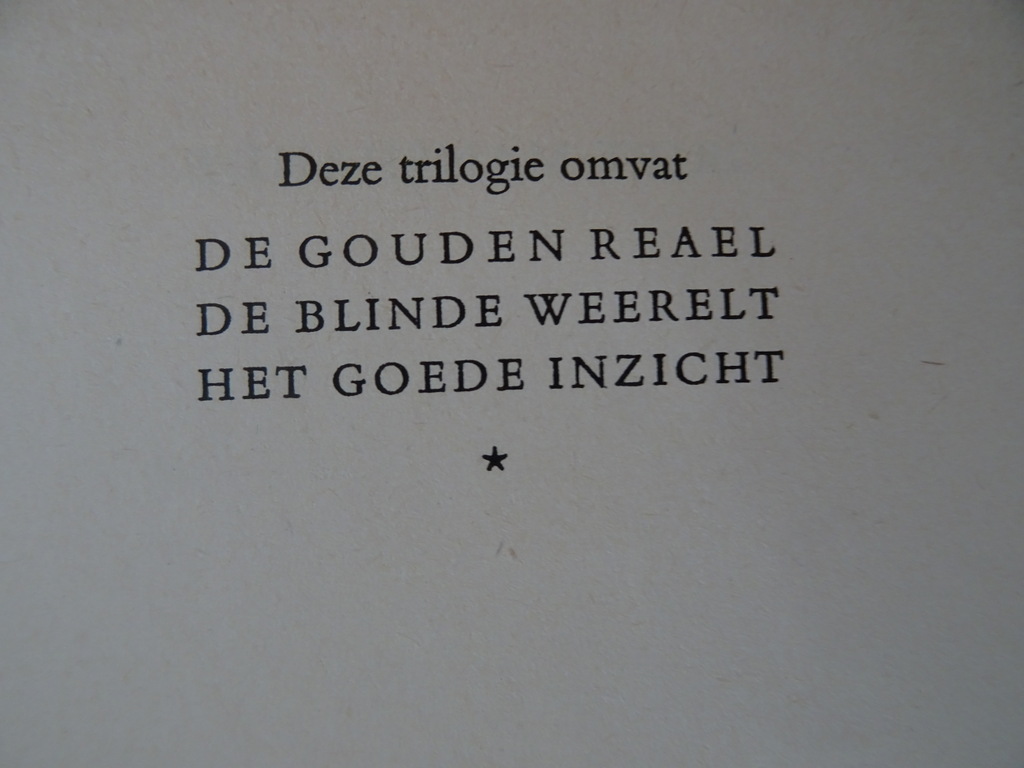 Deze trilogie omvat
DE GOUDEN REAEL
DE BLINDE WEERELT
HET GOEDE INZICHT
*